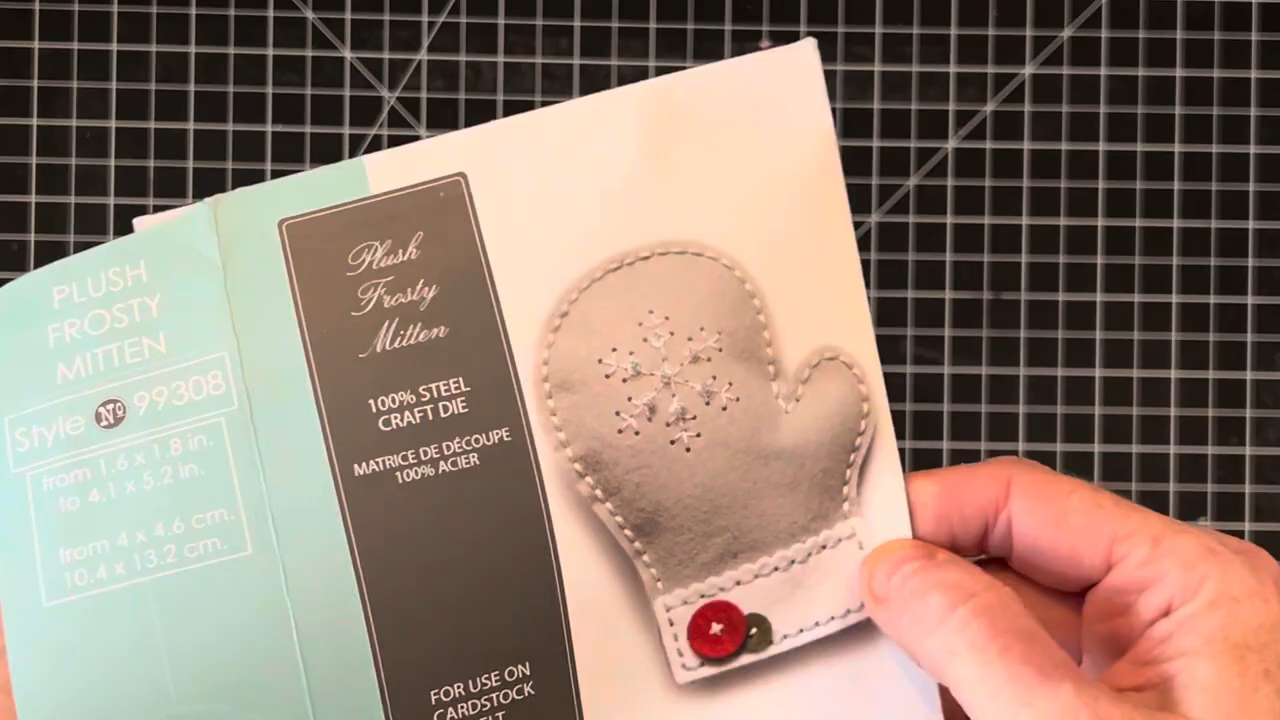 PLUSH
FROSTY
MITTEN
Style № 99308
from 1.6 x 1.8 in.
to 4.1 x 5.2 in.
from 4 x 4.6 cm.
10.4 x 13.2 cm.
Plush
Frosty
Mitten
100% STEEL
CRAFT DIE
MATRICE DE DÉCOUPE
100% ACIER
FOR USE ON
CARDSTOCK